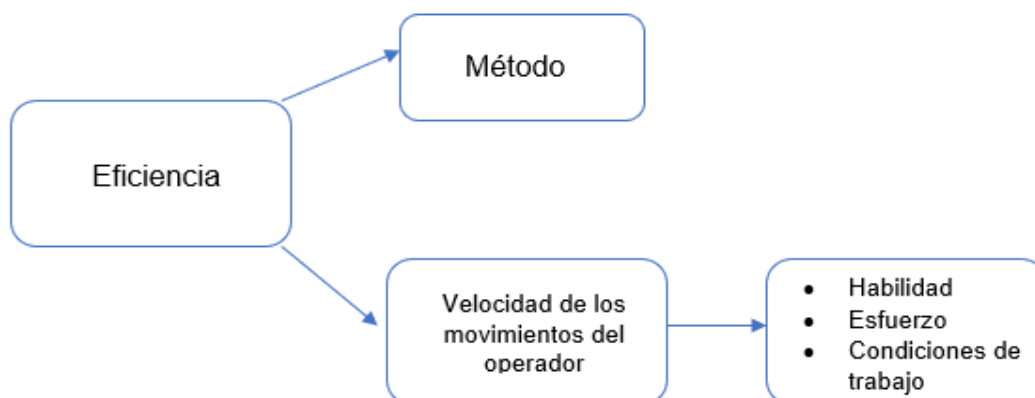 Método
Eficiencia
Velocidad de los
movimientos del
operador
• Habilidad
• Esfuerzo
• Condiciones de
trabajo